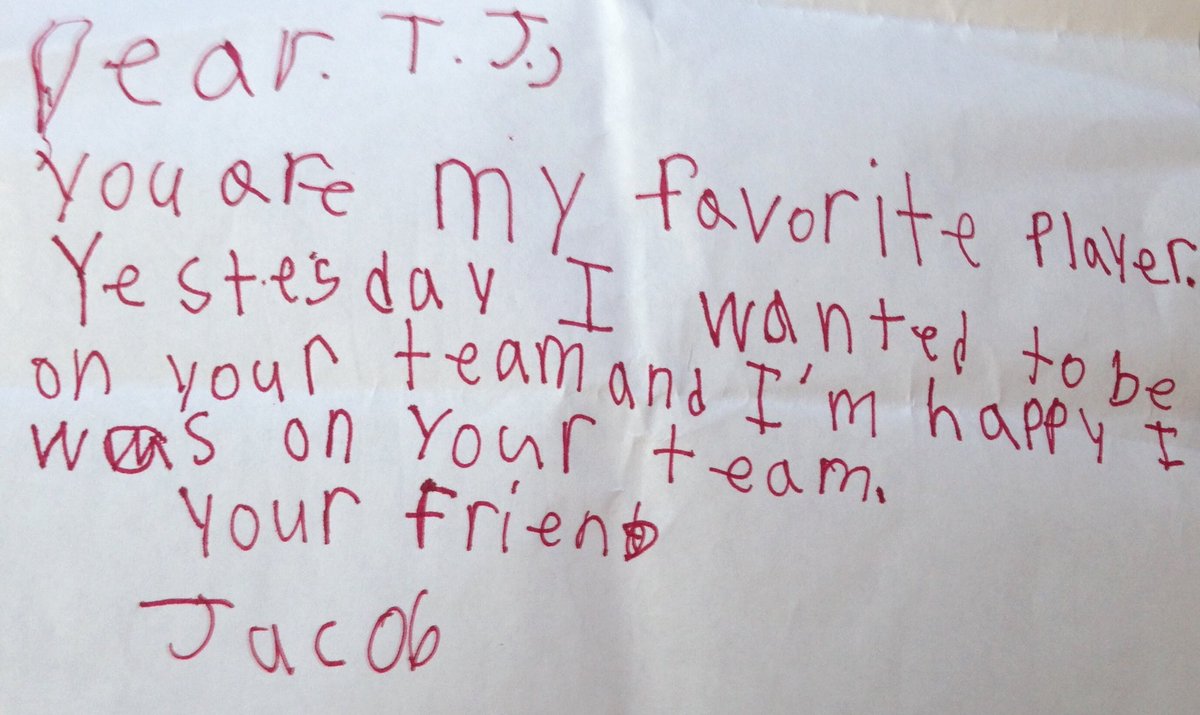 Dear. T.J.,
you are my favorite Player.
Yestesday I wanted to be
on your team and I'm happy I
was on your team.
your friend
Jacob